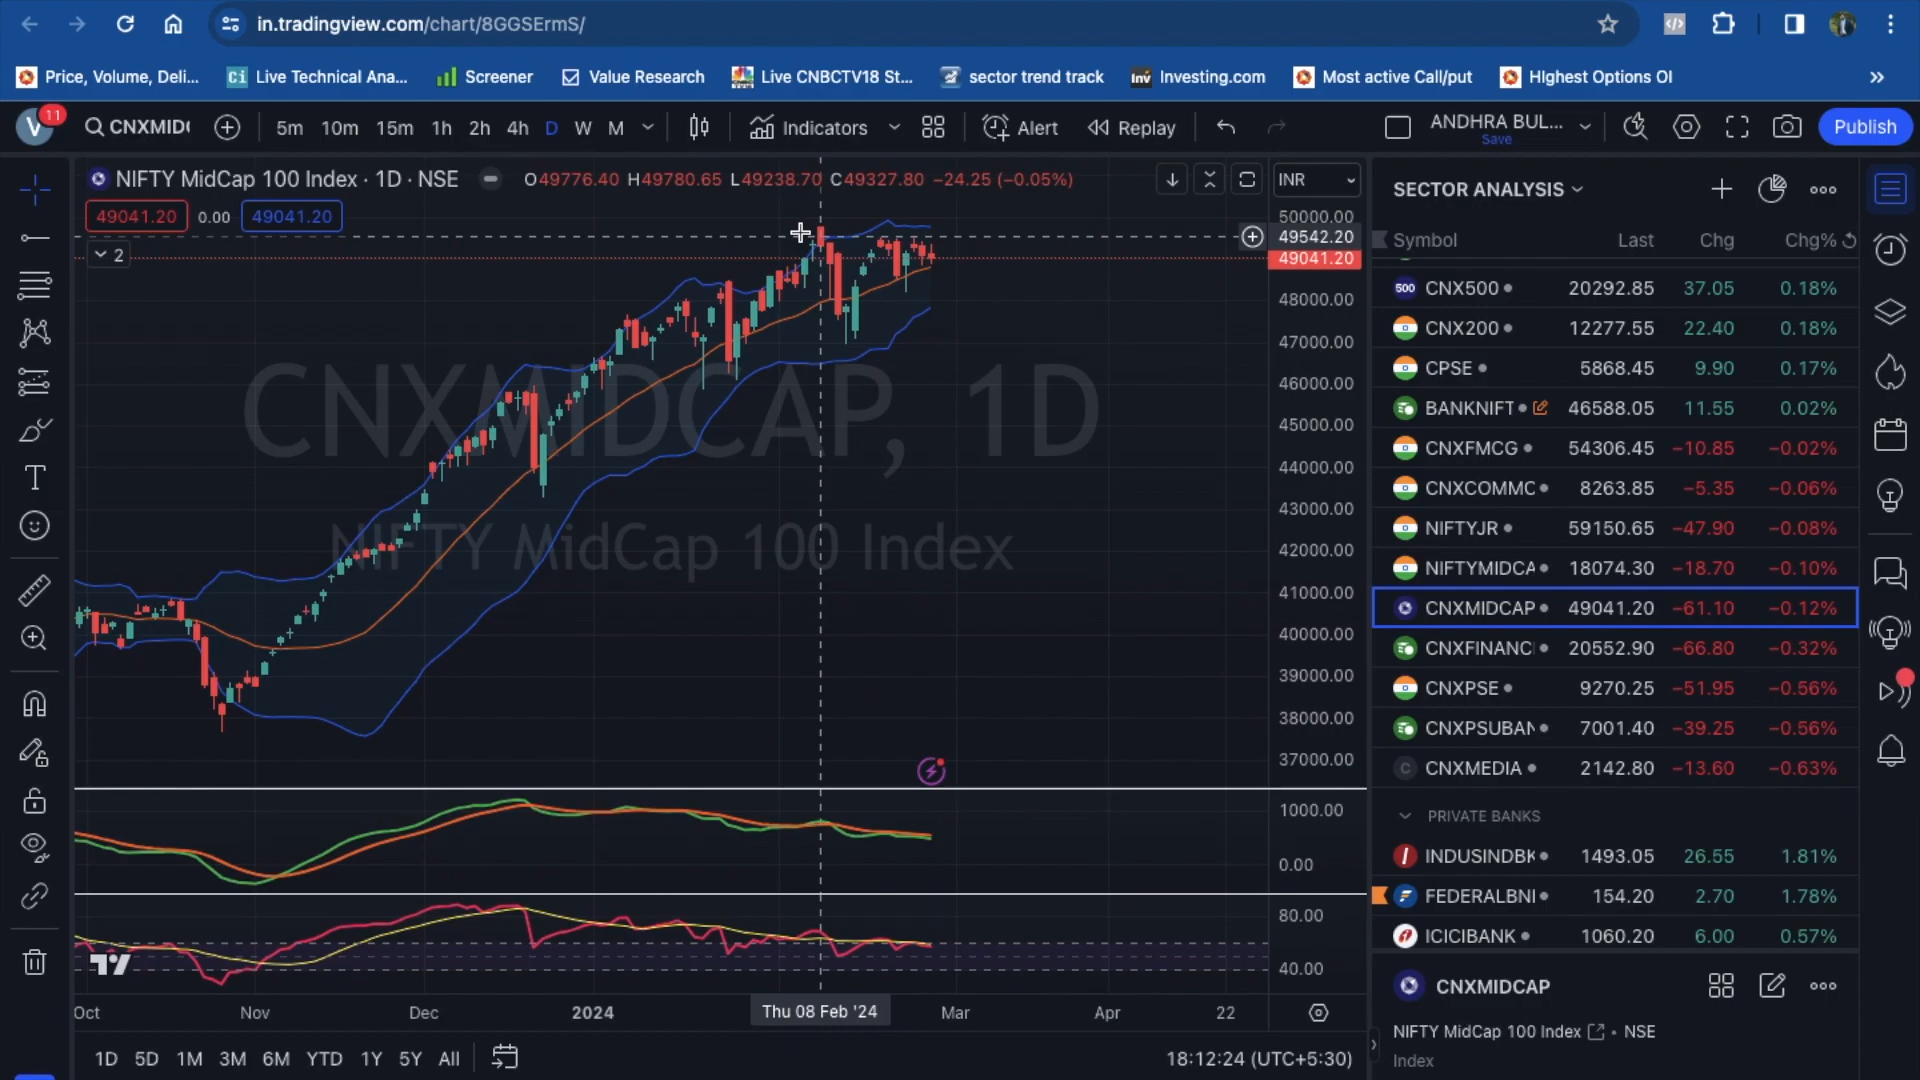 in.tradingview.com/chart/8GGSErmS/
Price, Volume, Deli...
Ci Live Technical Ana...
Screener
Value Research
Live CNBCTV18 St...
sector trend track
Inv Investing.com
Most active Call/put
HIghest Options OI
V 11
CNXMID
5m 10m 15m 1h 2h 4h D W M
Indicators
Alert
Replay
ANDHRA BUL...
Save
Publish
NIFTY MidCap 100 Index · 1D · NSE
O49776.40 H49780.65 L49238.70 C49327.80 −24.25 (−0.05%)
49041.20 0.00 49041.20
2
INR
50000.00
49542.20
49041.20
48000.00
47000.00
46000.00
45000.00
44000.00
43000.00
42000.00
41000.00
40000.00
39000.00
38000.00
37000.00
CNXMIDCAP, 1D
NIFTY MidCap 100 Index
1000.00
0.00
80.00
40.00
Oct Nov Dec 2024 Thu 08 Feb '24 Mar Apr 22
1D 5D 1M 3M 6M YTD 1Y 5Y All
18:12:24 (UTC+5:30)
SECTOR ANALYSIS
Symbol Last Chg Chg%
500 CNX500 20292.85 37.05 0.18%
CNX200 12277.55 22.40 0.18%
CPSE 5868.45 9.90 0.17%
BANKNIFT 46588.05 11.55 0.02%
CNXFMCG 54306.45 −10.85 −0.02%
CNXCOMMC 8263.85 −5.35 −0.06%
NIFTYJR 59150.65 −47.90 −0.08%
NIFTYMIDCA 18074.30 −18.70 −0.10%
CNXMIDCAP 49041.20 −61.10 −0.12%
CNXFINANC 20552.90 −66.80 −0.32%
CNXPSE 9270.25 −51.95 −0.56%
CNXPSUBAN 7001.40 −39.25 −0.56%
C CNXMEDIA 2142.80 −13.60 −0.63%
PRIVATE BANKS
INDUSINDBK 1493.05 26.55 1.81%
FEDERALBNI 154.20 2.70 1.78%
ICICIBANK 1060.20 6.00 0.57%
CNXMIDCAP
NIFTY MidCap 100 Index • NSE
Index